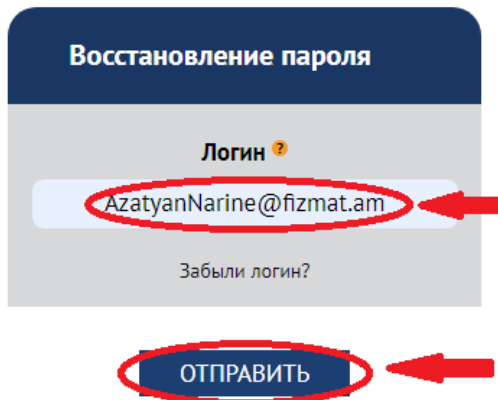 Восстановление пароля
Логин ?
AzatyanNarine@fizmat.am
Забыли логин?
ОТПРАВИТЬ